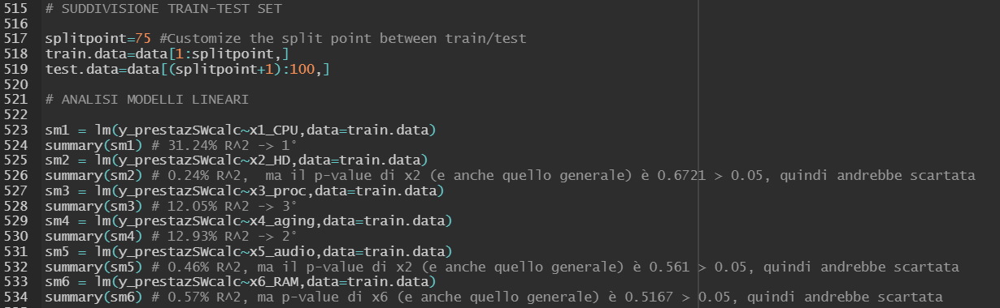 515 # SUDDIVISIONE TRAIN-TEST SET
516
517 splitpoint=75 #Customize the split point between train/test
518 train.data=data[1:splitpoint,]
519 test.data=data[(splitpoint+1):100,]
520
521 # ANALISI MODELLI LINEARI
522
523 sm1 = lm(y_prestazSWcalc~x1_CPU,data=train.data)
524 summary(sm1) # 31.24% R^2 -> 1°
525 sm2 = lm(y_prestazSWcalc~x2_HD,data=train.data)
526 summary(sm2) # 0.24% R^2,  ma il p-value di x2 (e anche quello generale) è 0.6721 > 0.05, quindi andrebbe scartata
527 sm3 = lm(y_prestazSWcalc~x3_proc,data=train.data)
528 summary(sm3) # 12.05% R^2 -> 3°
529 sm4 = lm(y_prestazSWcalc~x4_aging,data=train.data)
530 summary(sm4) # 12.93% R^2 -> 2°
531 sm5 = lm(y_prestazSWcalc~x5_audio,data=train.data)
532 summary(sm5) # 0.46% R^2, ma il p-value di x2 (e anche quello generale) è 0.561 > 0.05, quindi andrebbe scartata
533 sm6 = lm(y_prestazSWcalc~x6_RAM,data=train.data)
534 summary(sm6) # 0.57% R^2, ma p-value di x6 (e anche quello generale) è 0.5167 > 0.05, quindi andrebbe scartata